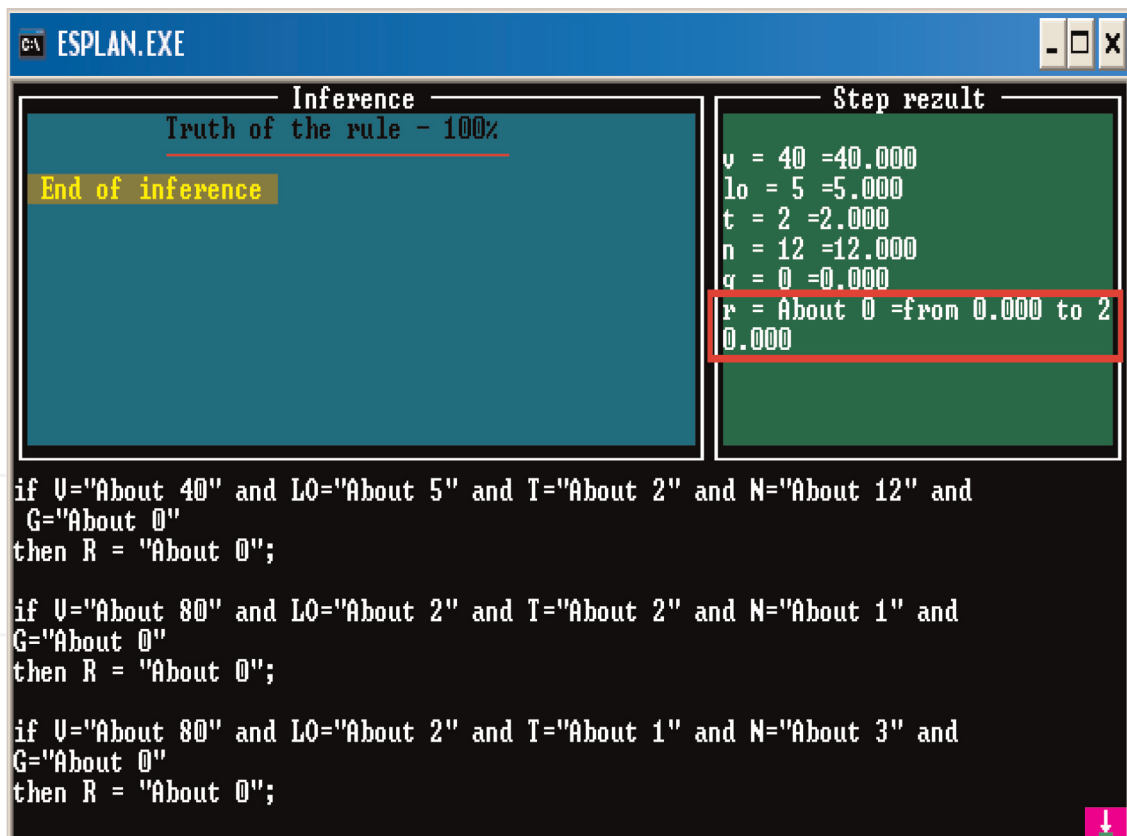 C:\ ESPLAN.EXE
Inference
Truth of the rule - 100%
End of inference
Step rezult
v = 40 =40.000
lo = 5 =5.000
t = 2 =2.000
n = 12 =12.000
g = 0 =0.000
r = About 0 =from 0.000 to 2
0.000
if V="About 40" and LO="About 5" and T="About 2" and N="About 12" and
G="About 0"
then R = "About 0";
if V="About 80" and LO="About 2" and T="About 2" and N="About 1" and
G="About 0"
then R = "About 0";
if V="About 80" and LO="About 2" and T="About 1" and N="About 3" and
G="About 0"
then R = "About 0";